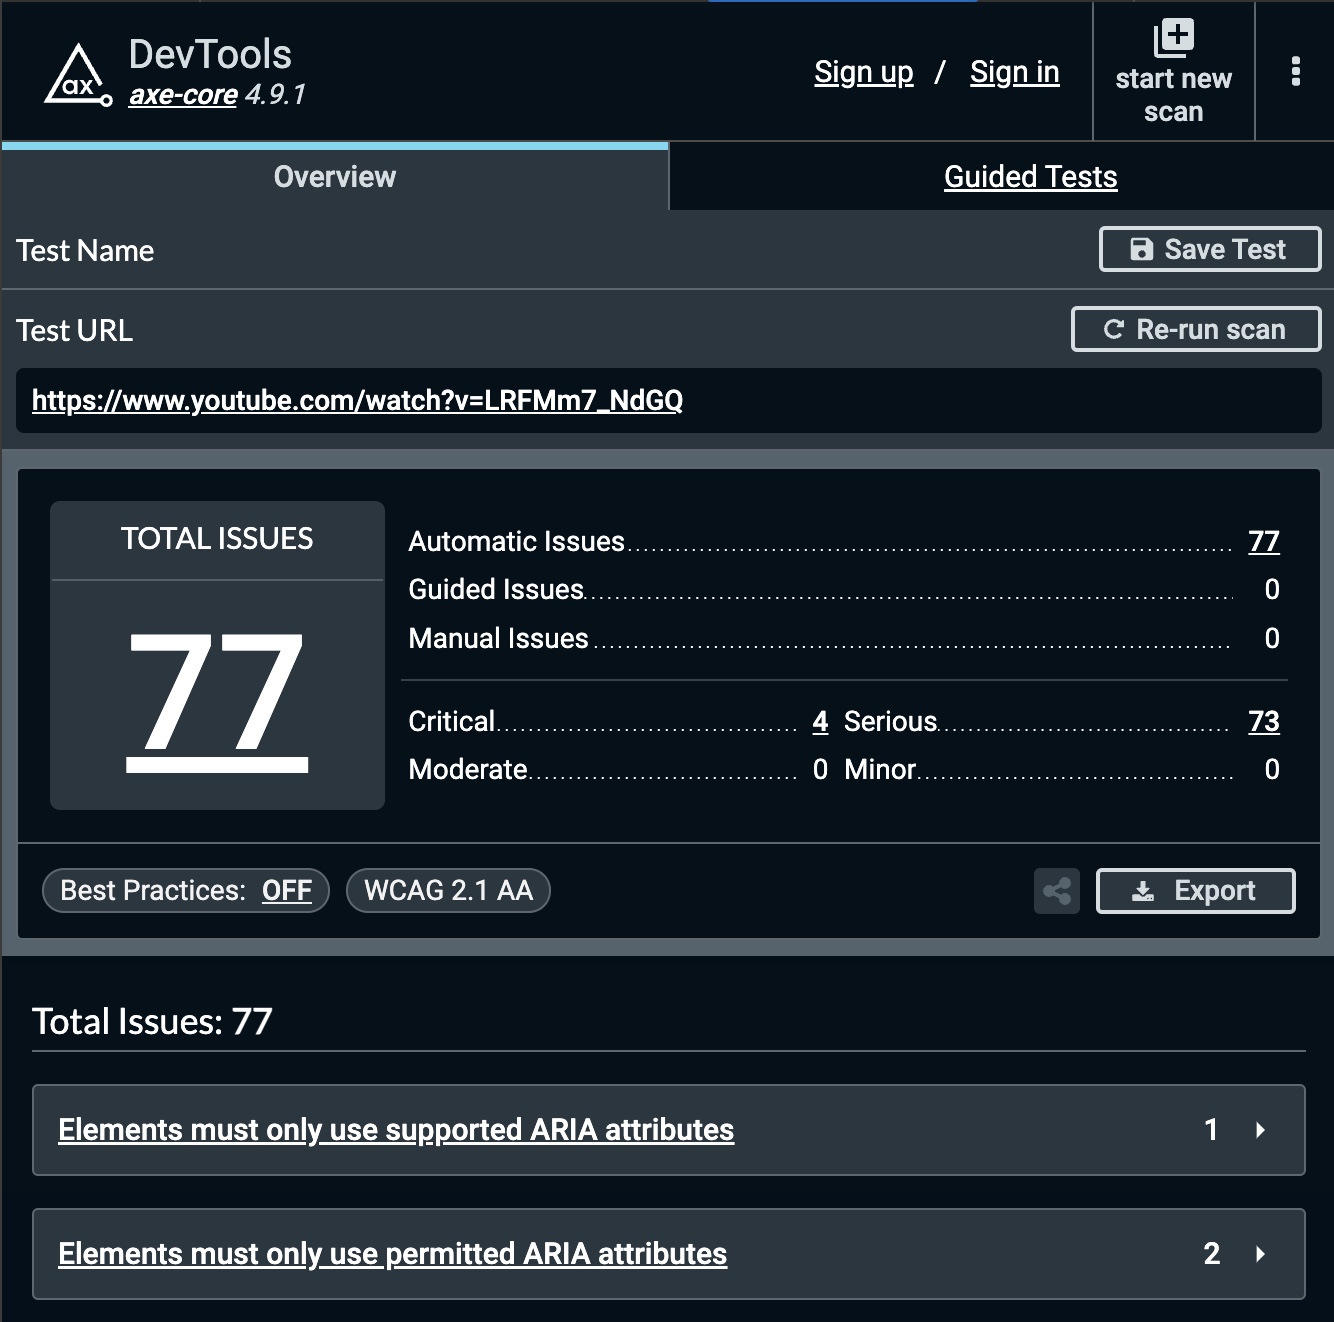 DevTools
ax
axe-core 4.9.1
Sign up / Sign in
start new
scan
Overview
Guided Tests
Test Name
Save Test
Test URL
Re-run scan
https://www.youtube.com/watch?v=LRFMm7_NdGQ
TOTAL ISSUES
77
Automatic Issues 77
Guided Issues 0
Manual Issues 0
Critical 4 Serious 73
Moderate 0 Minor 0
Best Practices: OFF
WCAG 2.1 AA
Export
Total Issues: 77
Elements must only use supported ARIA attributes 1
Elements must only use permitted ARIA attributes 2